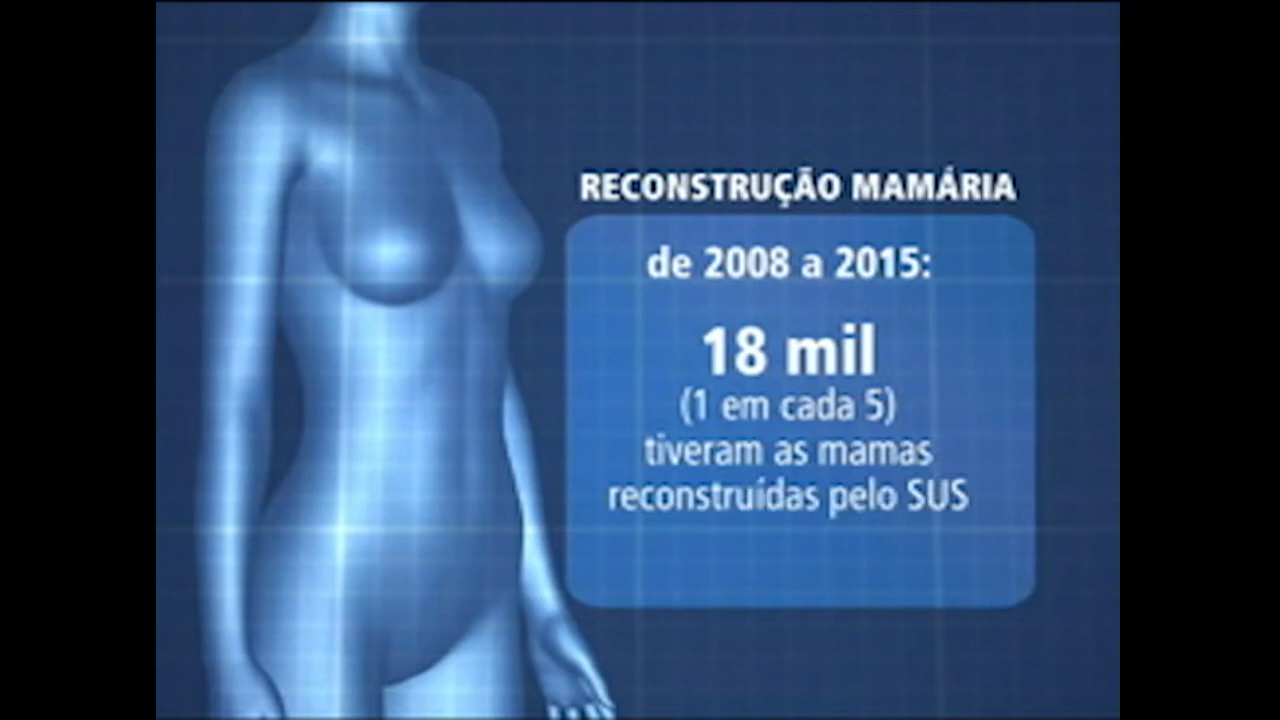 RECONSTRUÇÃO MAMÁRIA
de 2008 a 2015:
18 mil
(1 em cada 5)
tiveram as mamas
reconstruídas pelo SUS